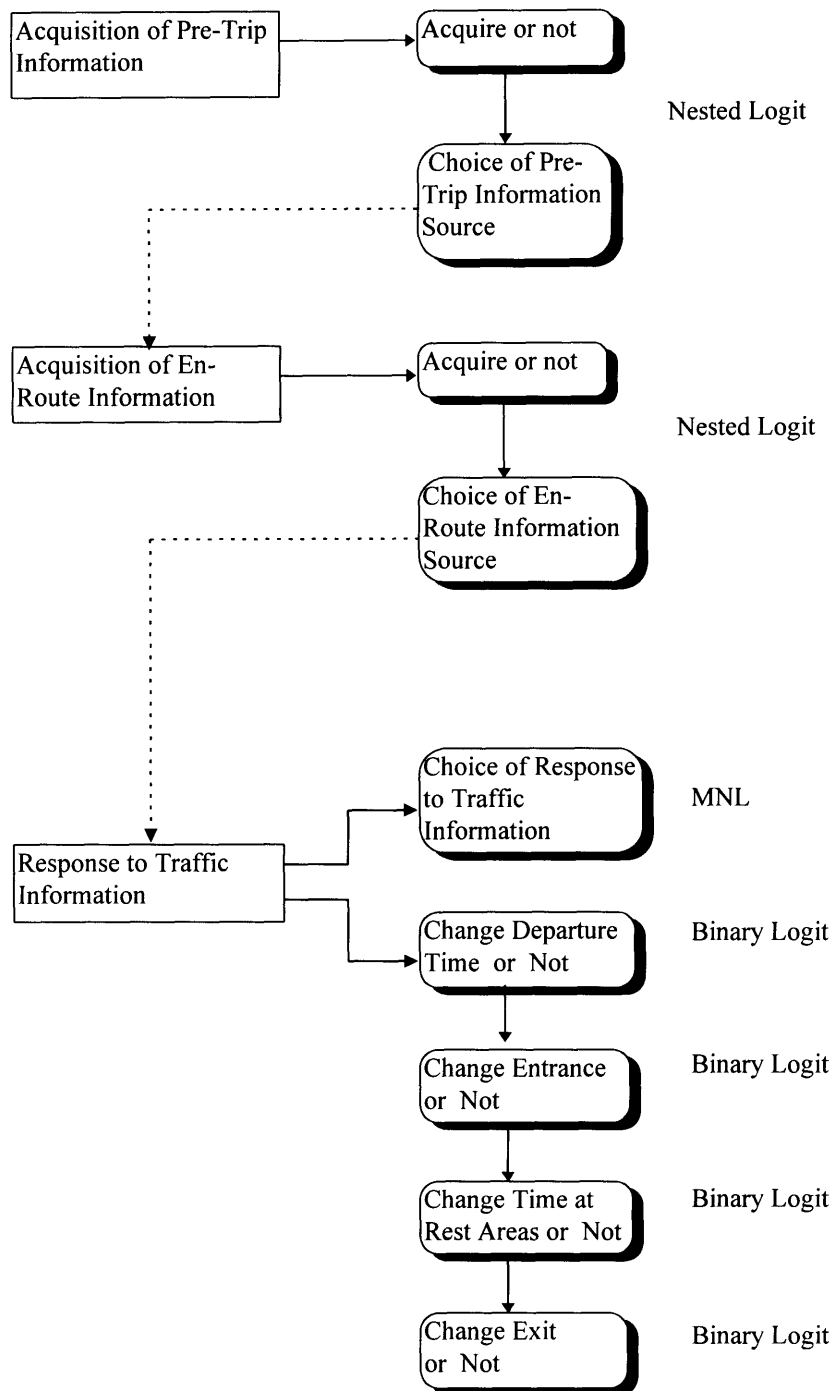 Acquisition of Pre-Trip
Information
Acquire or not
Nested Logit
Choice of Pre-
Trip Information
Source
Acquisition of En-
Route Information
Acquire or not
Nested Logit
Choice of En-
Route Information
Source
Choice of Response
to Traffic
Information
MNL
Response to Traffic
Information
Change Departure
Time or Not
Binary Logit
Change Entrance
or Not
Binary Logit
Change Time at
Rest Areas or Not
Binary Logit
Change Exit
or Not
Binary Logit